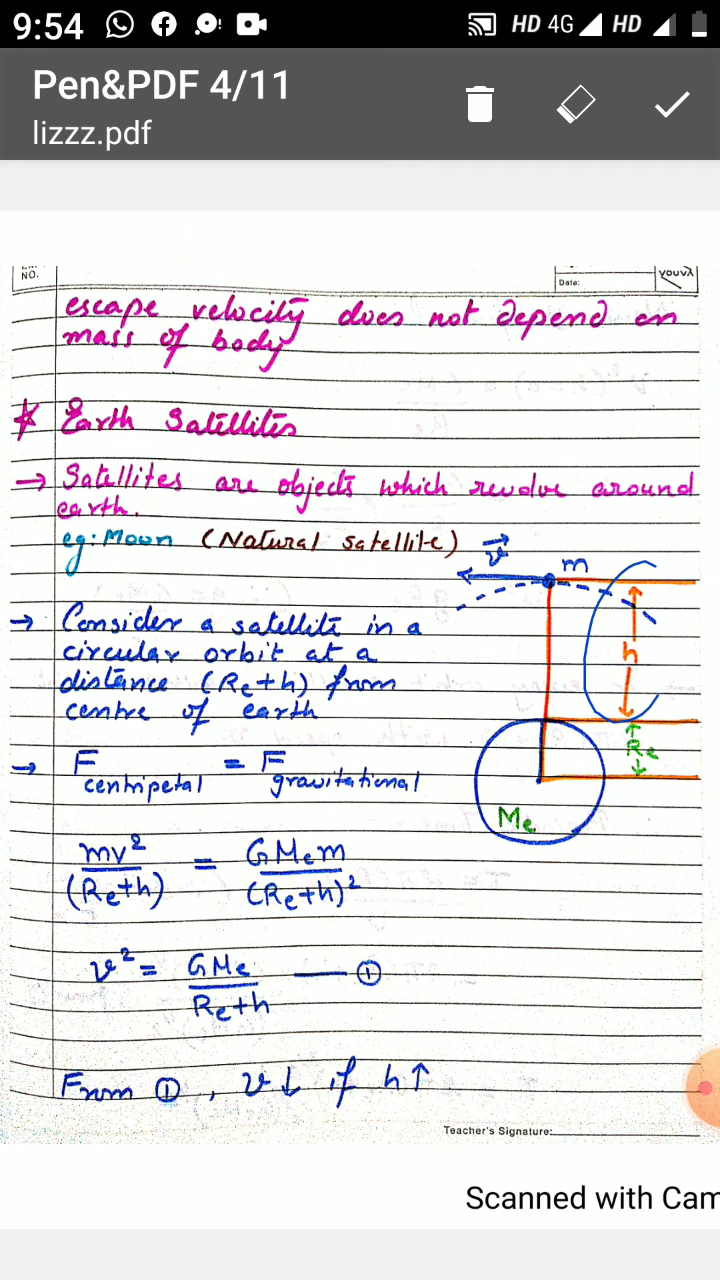 9:54 HD 4G HD
Pen&PDF 4/11
lizzz.pdf
NO.
Date:
YOUVA
escape velocity does not depend on
mass of body
* Earth Satellites
→ Satellites are objects which revolve around
earth.
eg: Moon (Natural satellite)
v⃗
m
→ Consider a satellite in a
circular orbit at a
distance (Re+h) from
centre of earth
h
Re
Me
→ F centripetal = F gravitational
mv²/(Re+h) = GMem/(Re+h)²
v² = GMe/Re+h — ①
From ①, v↓ if h↑
Teacher's Signature:
Scanned with Cam